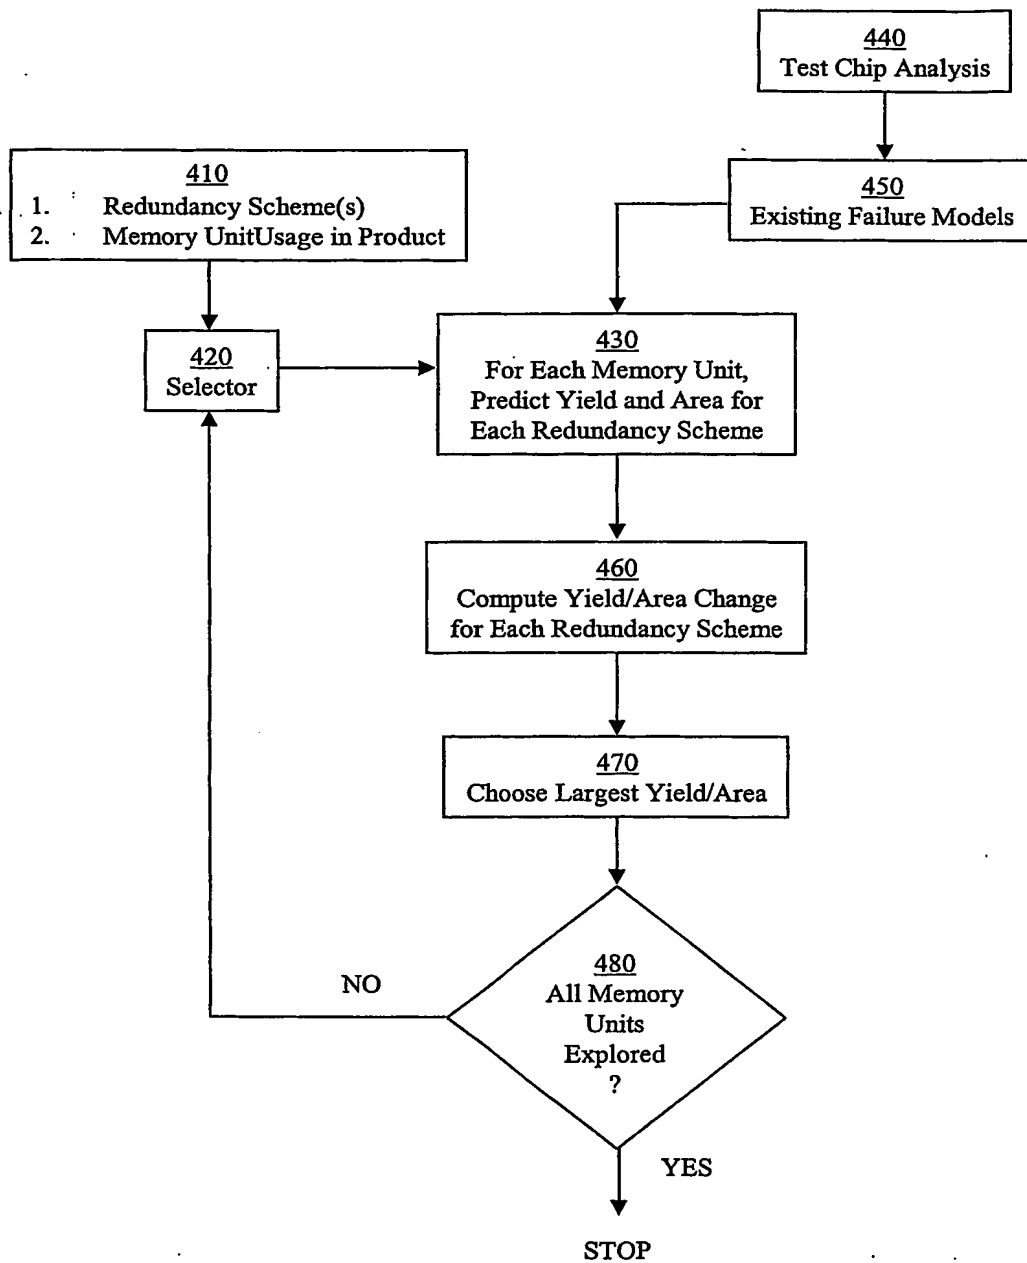 440
Test Chip Analysis
450
Existing Failure Models
410
1. Redundancy Scheme(s)
2. Memory UnitUsage in Product
420
Selector
430
For Each Memory Unit,
Predict Yield and Area for
Each Redundancy Scheme
460
Compute Yield/Area Change
for Each Redundancy Scheme
470
Choose Largest Yield/Area
480
All Memory
Units
Explored
?
NO
YES
STOP